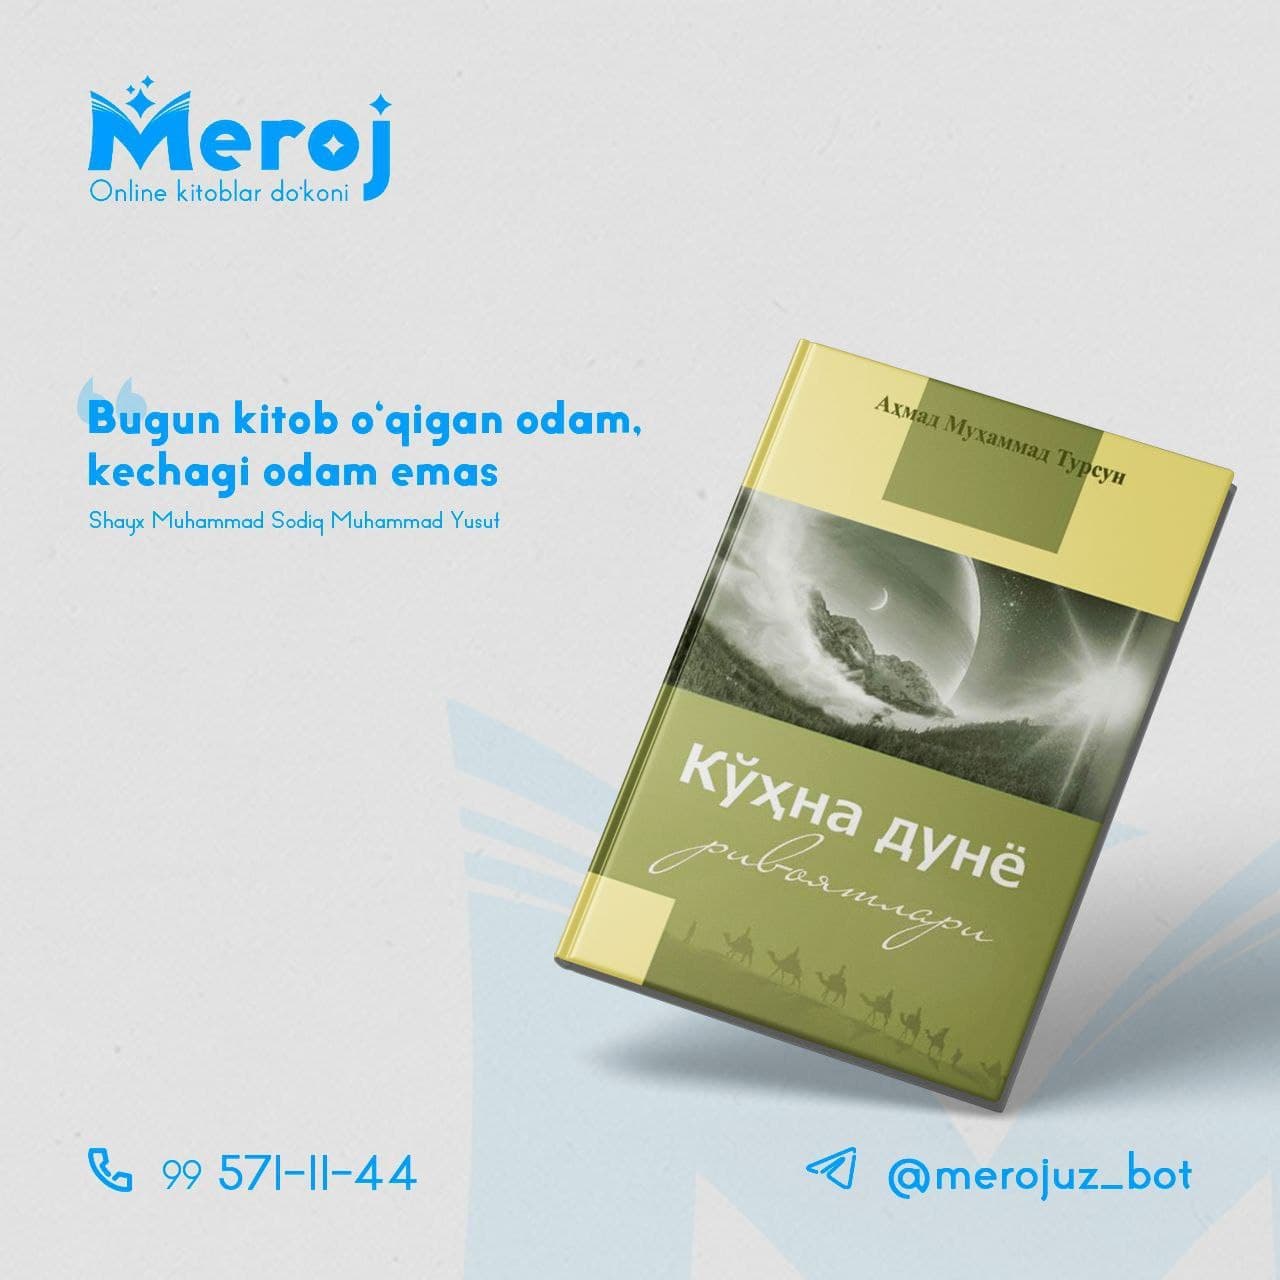 Meroj
Online kitoblar do'koni
Bugun kitob o'qigan odam,
kechagi odam emas
Shayx Muhammad Sodiq Muhammad Yusuf
Аҳмад Муҳаммад Турсун
Кўҳна дунё
ривоятлари
99 571-11-44
@merojuz_bot